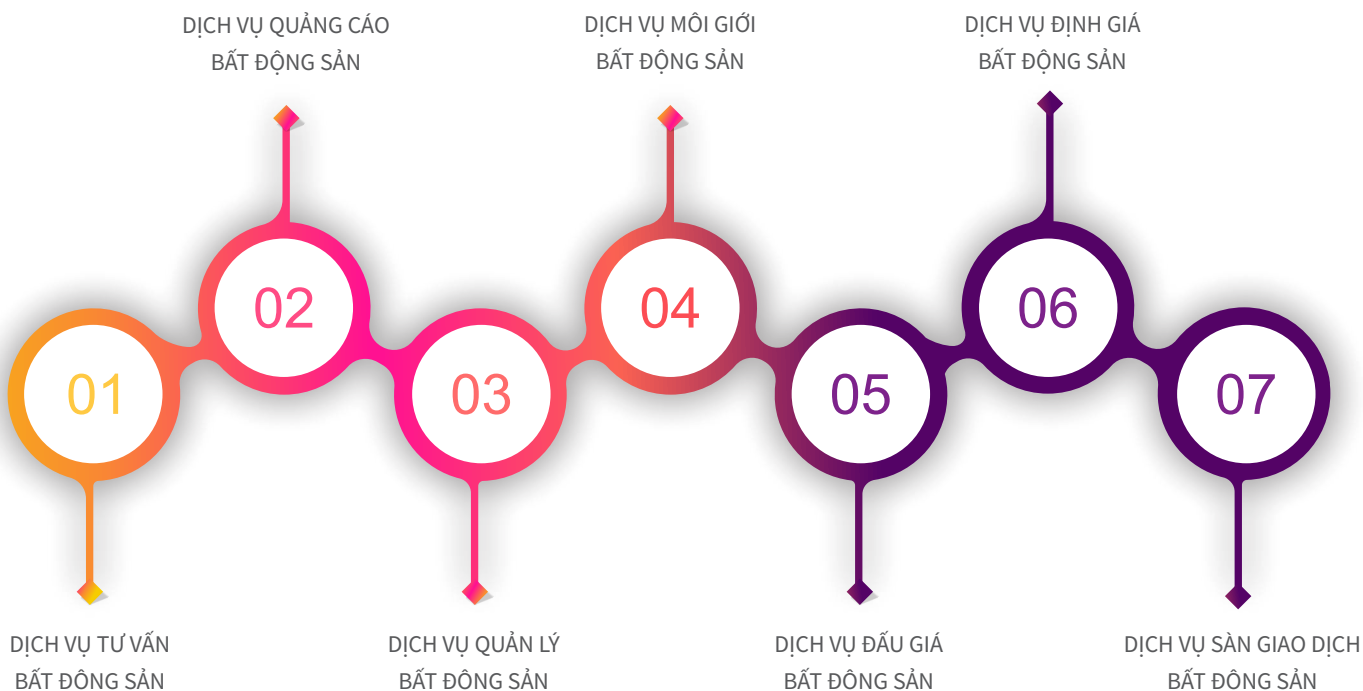 DỊCH VỤ QUẢNG CÁO
BẤT ĐỘNG SẢN
DỊCH VỤ MÔI GIỚI
BẤT ĐỘNG SẢN
DỊCH VỤ ĐỊNH GIÁ
BẤT ĐỘNG SẢN
01
02
03
04
05
06
07
DỊCH VỤ TƯ VẤN
BẤT ĐỘNG SẢN
DỊCH VỤ QUẢN LÝ
BẤT ĐỘNG SẢN
DỊCH VỤ ĐẤU GIÁ
BẤT ĐỘNG SẢN
DỊCH VỤ SÀN GIAO DỊCH
BẤT ĐỘNG SẢN